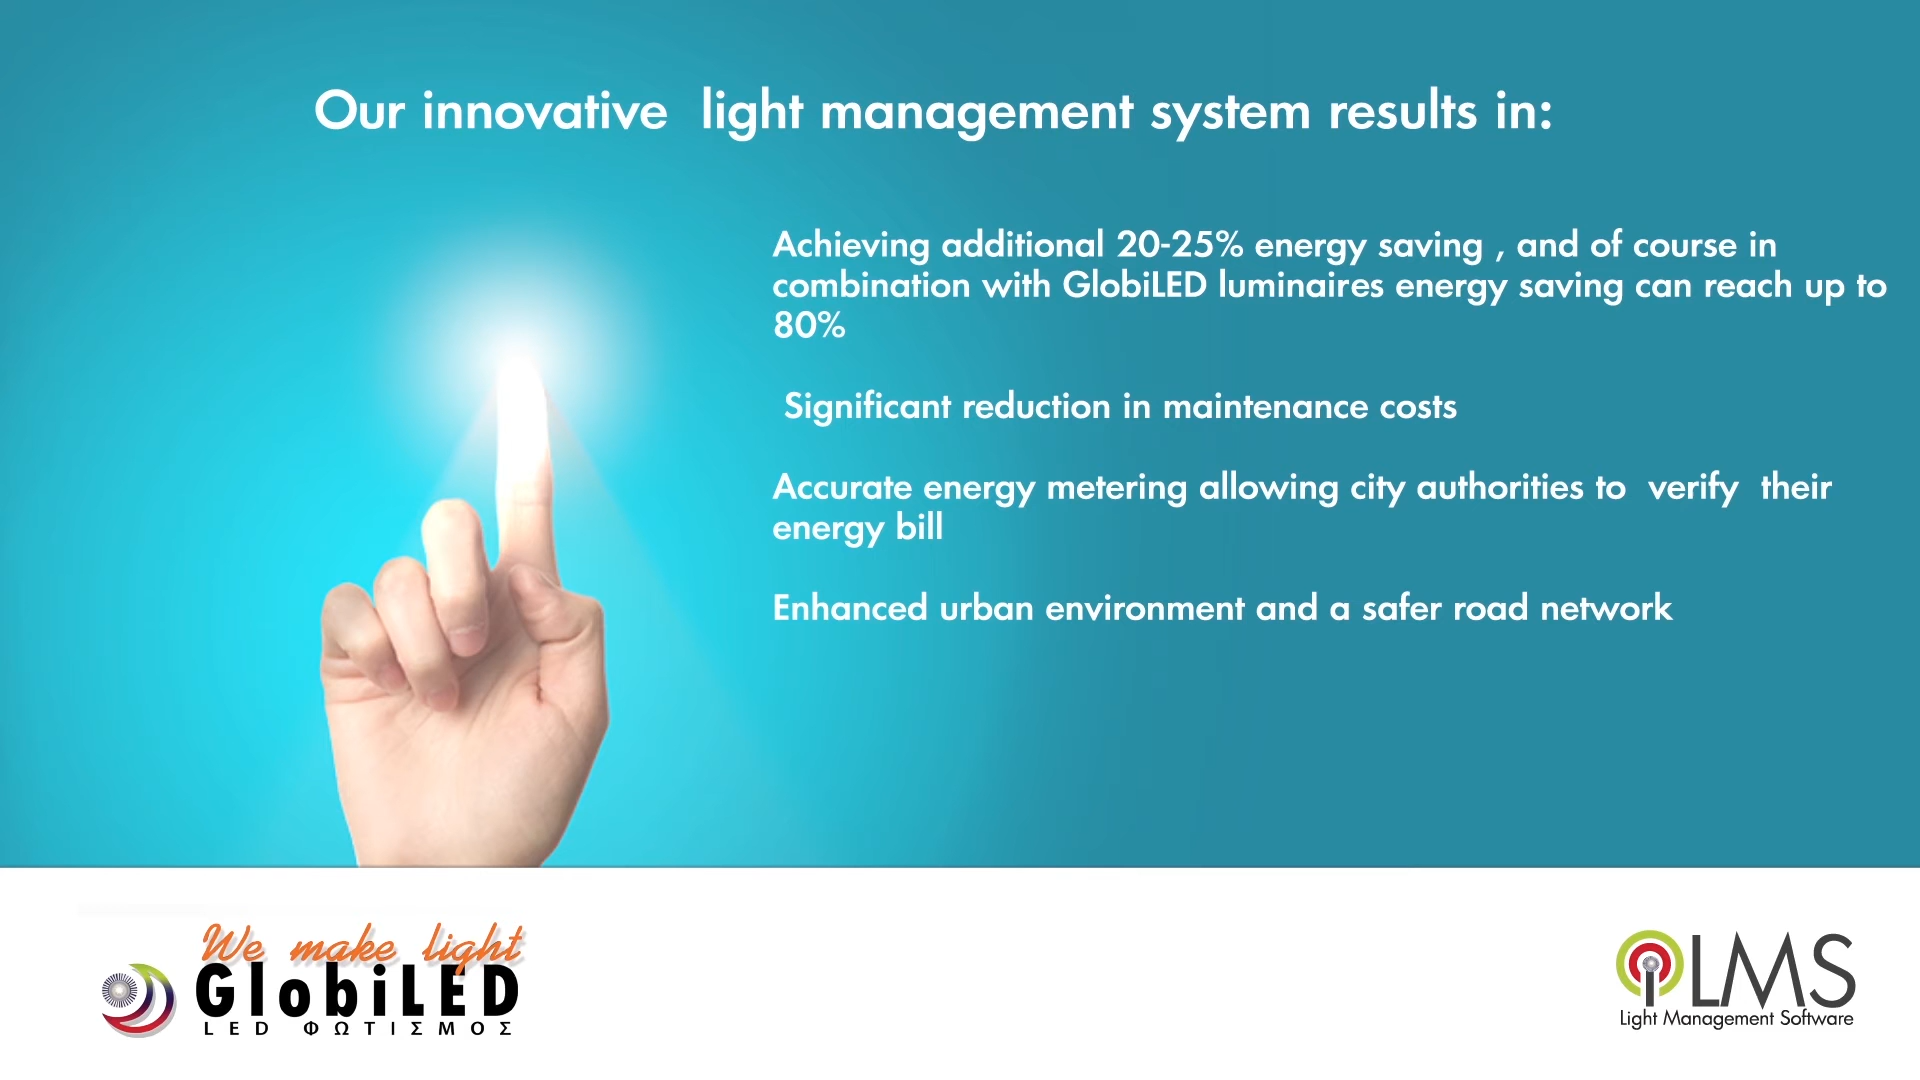 Our innovative  light management system results in:
Achieving additional 20-25% energy saving , and of course in
combination with GlobiLED luminaires energy saving can reach up to
80%
Significant reduction in maintenance costs
Accurate energy metering allowing city authorities to  verify  their
energy bill
Enhanced urban environment and a safer road network
We make light
GlobiLED
LED ΦΩΤΙΣΜΟΣ
LMS
Light Management Software